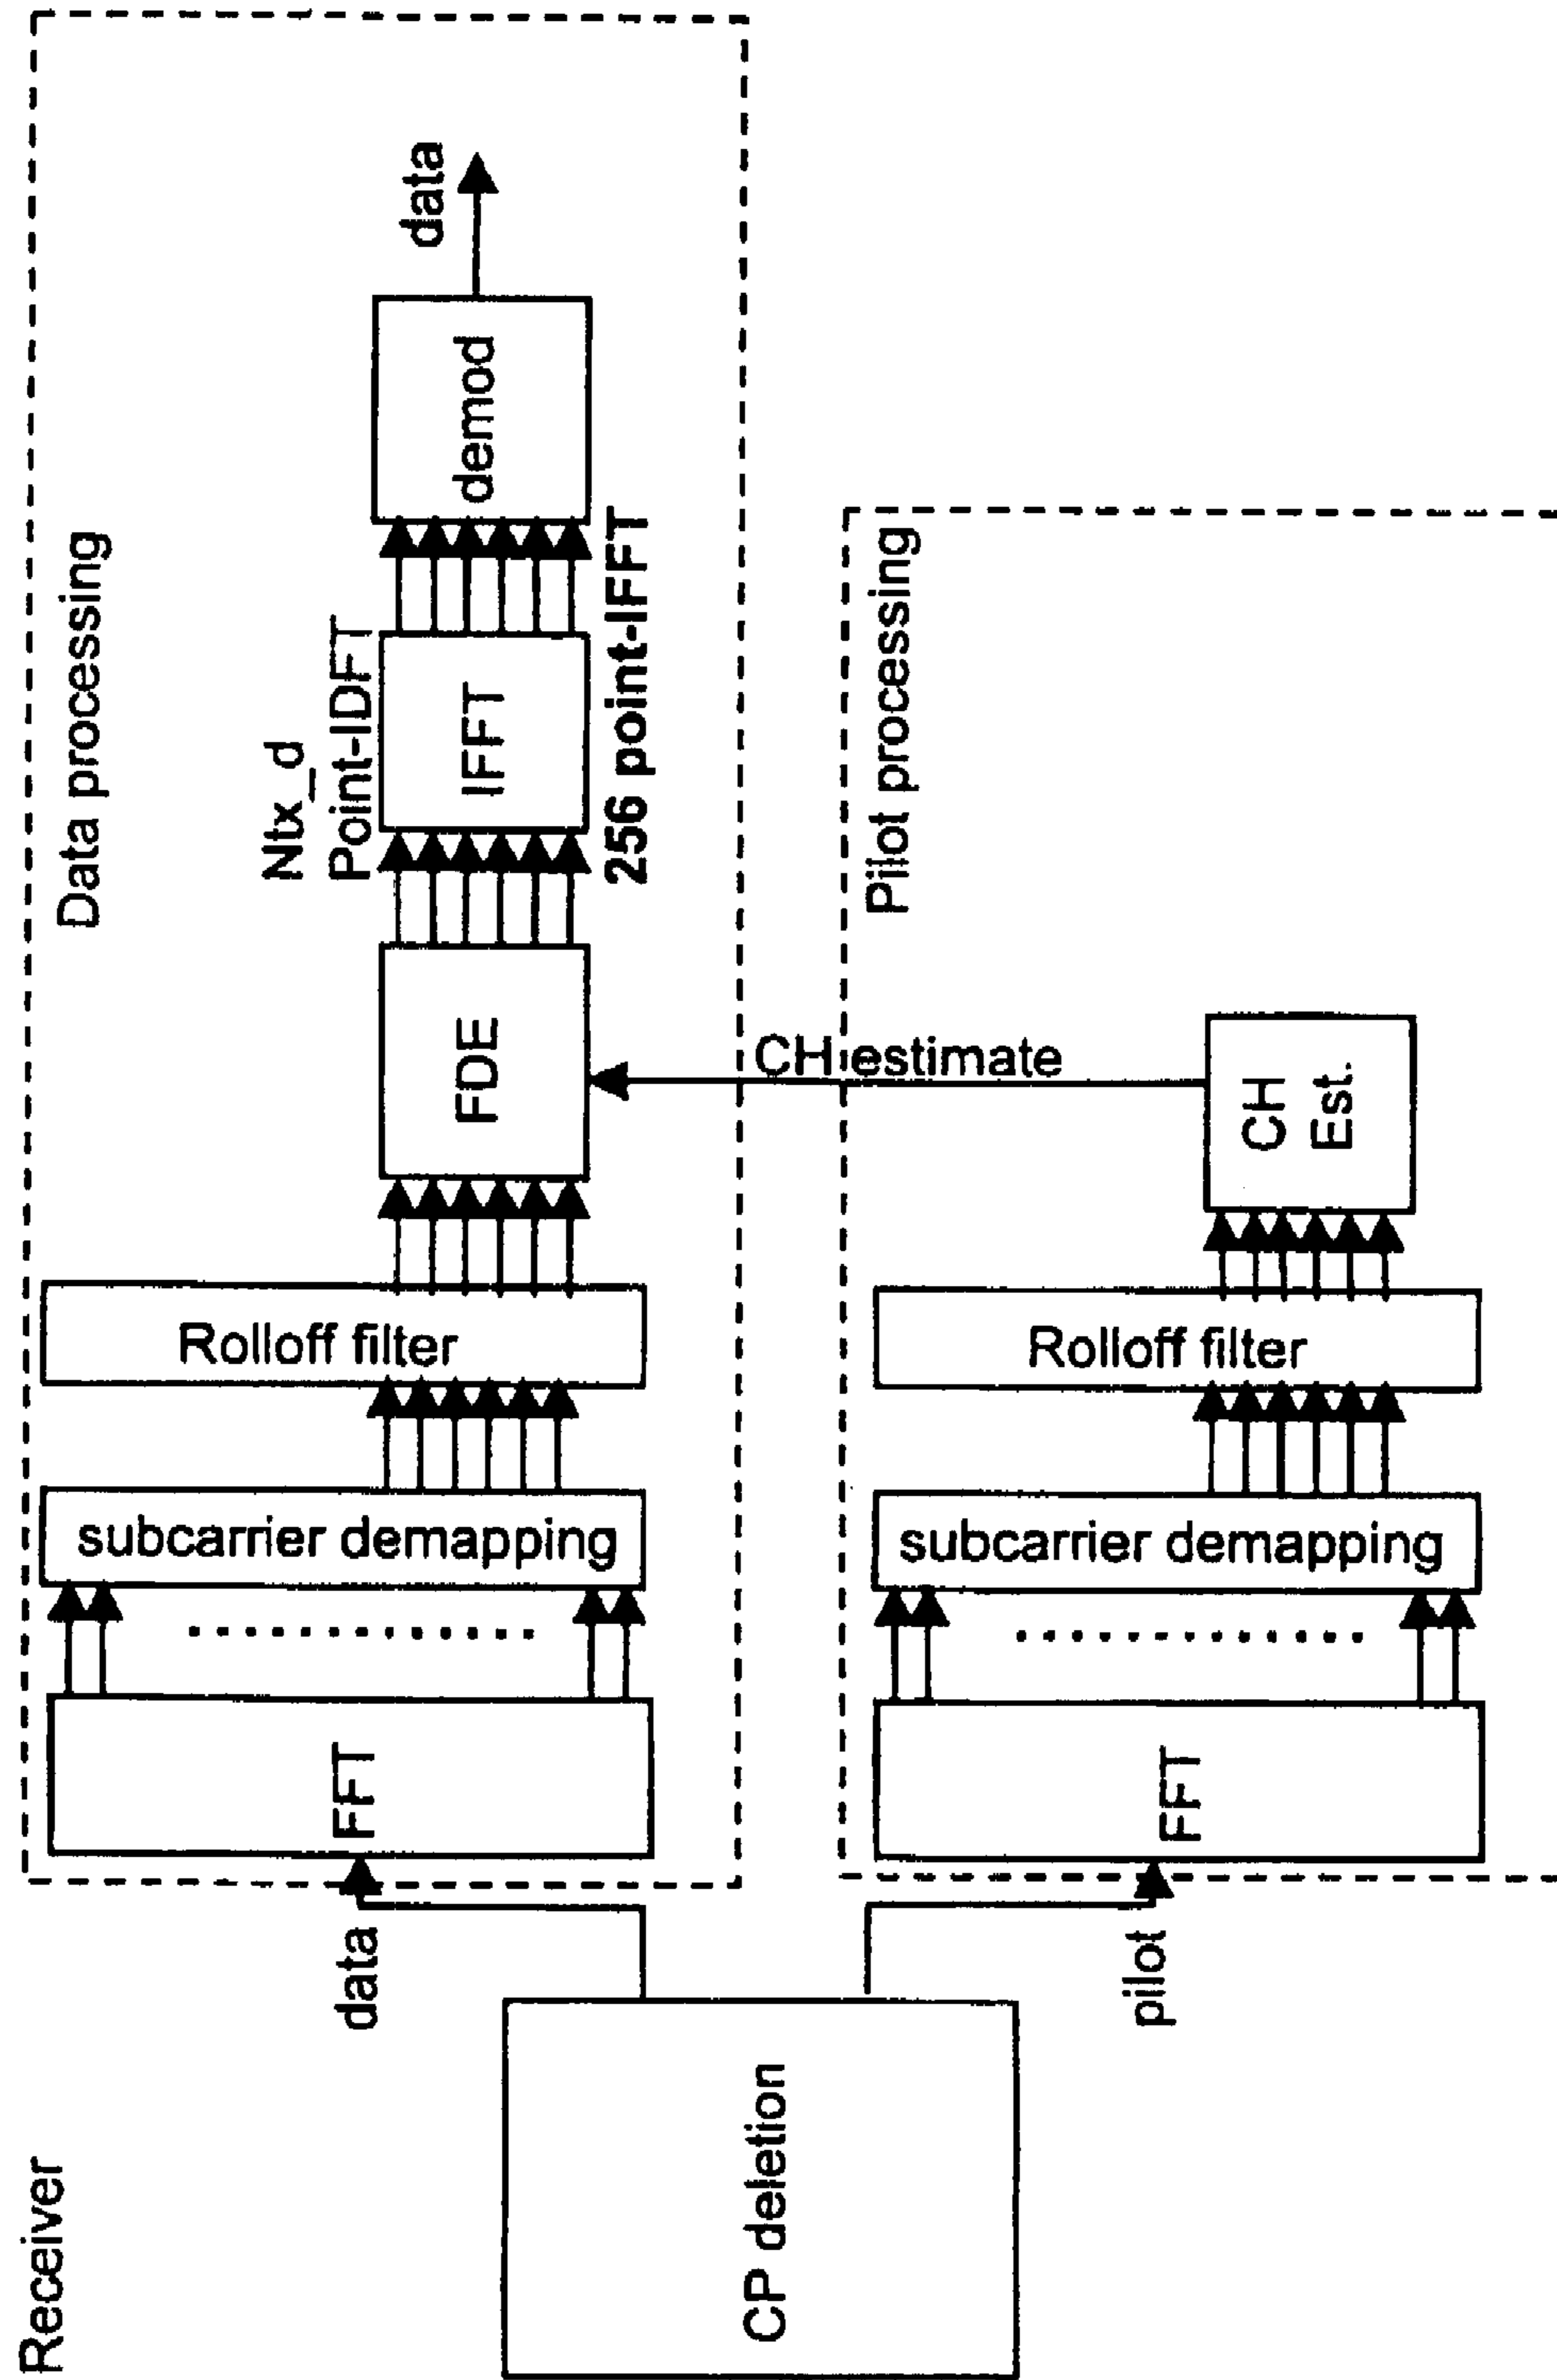 Receiver
CP deletion
data
pilot
Data processing
FFT
subcarrier demapping
Rolloff filter
FDE
Ntx_d
Point-IDFT
IFFT
256 point-IFFT
demod
data
CH estimate
Pilot processing
FFT
subcarrier demapping
Rolloff filter
CH
Est.